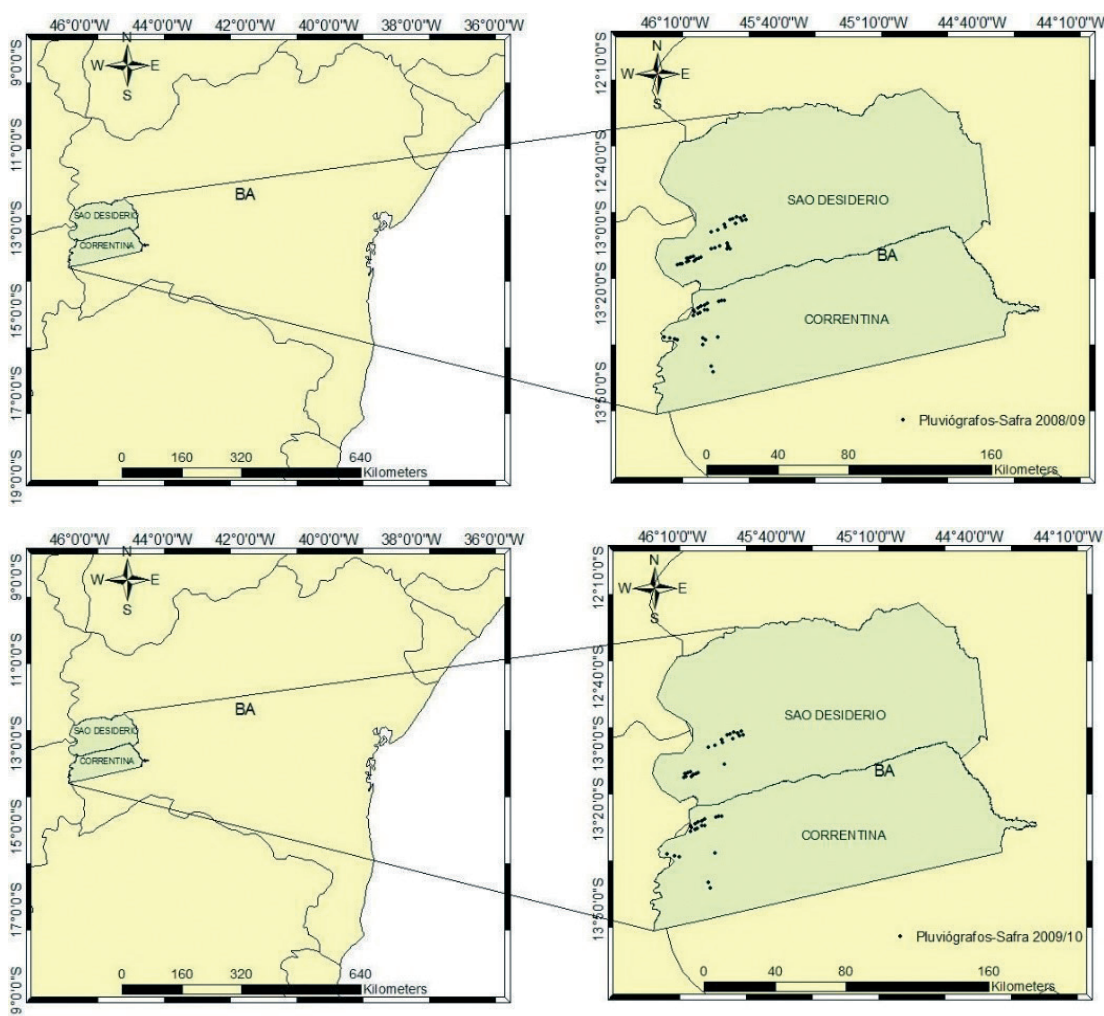 46°0'0"W 44°0'0"W 42°0'0"W 40°0'0"W 38°0'0"W 36°0'0"W
N
W E
S
9°0'0"S
11°0'0"S
13°0'0"S
15°0'0"S
17°0'0"S
19°0'0"S
BA
SAO DESIDERIO
CORRENTINA
0 160 320 640
Kilometers
46°10'0"W 45°40'0"W 45°10'0"W 44°40'0"W 44°10'0"W
N
W E
S
12°10'0"S
12°40'0"S
13°0'0"S
13°20'0"S
13°50'0"S
SAO DESIDERIO
BA
CORRENTINA
Pluviógrafos-Safra 2008/09
0 40 80 160
Kilometers
46°0'0"W 44°0'0"W 42°0'0"W 40°0'0"W 38°0'0"W 36°0'0"W
N
W E
S
9°0'0"S
11°0'0"S
13°0'0"S
15°0'0"S
17°0'0"S
9°0'0"S
BA
SAO DESIDERIO
CORRENTINA
0 160 320 640
Kilometers
46°10'0"W 45°40'0"W 45°10'0"W 44°40'0"W 44°10'0"W
N
W E
S
12°10'0"S
12°40'0"S
13°0'0"S
13°20'0"S
13°50'0"S
SAO DESIDERIO
BA
CORRENTINA
Pluviógrafos-Safra 2009/10
0 40 80 160
Kilometers